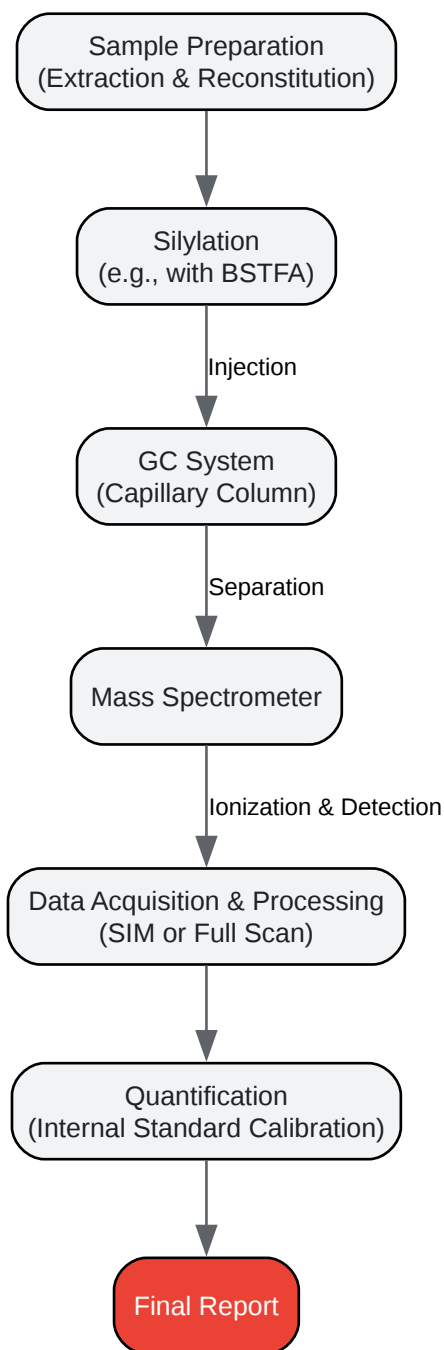 Sample Preparation
(Extraction & Reconstitution)
Silylation
(e.g., with BSTFA)
Injection
GC System
(Capillary Column)
Separation
Mass Spectrometer
Ionization & Detection
Data Acquisition & Processing
(SIM or Full Scan)
Quantification
(Internal Standard Calibration)
Final Report